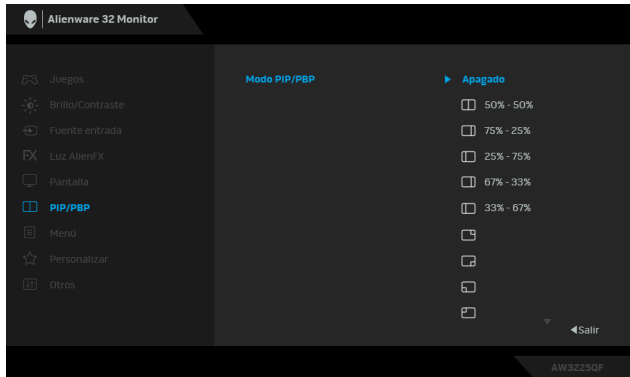 Alienware 32 Monitor
Juegos
Modo PIP/PBP
Apagado
Brillo/Contraste
50% - 50%
Fuente entrada
75% - 25%
FX Luz AlienFX
25% - 75%
Pantalla
67% - 33%
PIP/PBP
33% - 67%
Menú
Personalizar
Otros
Salir
AW3225QF